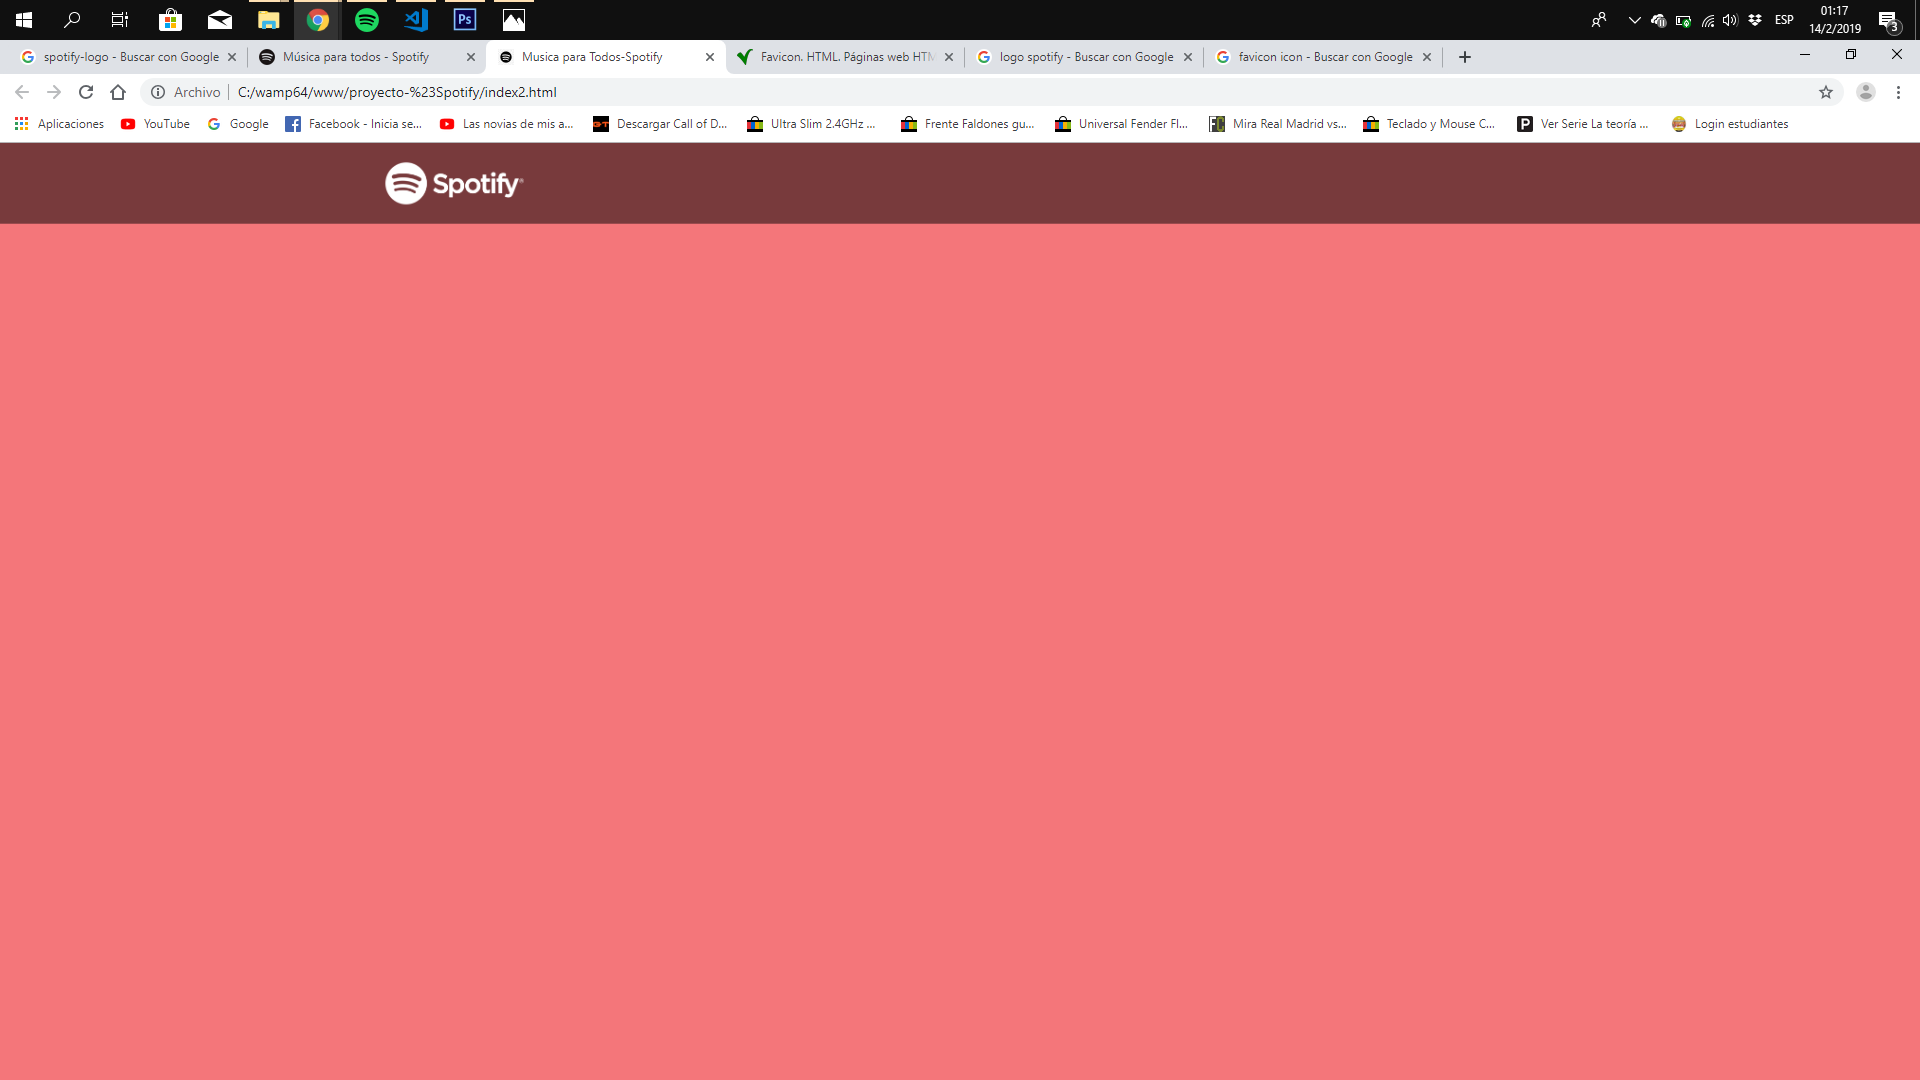 Ps
ESP
01:17
14/2/2019
3
spotify-logo - Buscar con Google
Música para todos - Spotify
Musica para Todos-Spotify
Favicon. HTML. Páginas web HTM
logo spotify - Buscar con Google
favicon icon - Buscar con Google
Archivo
C:/wamp64/www/proyecto-%23Spotify/index2.html
Aplicaciones
YouTube
Google
Facebook - Inicia se...
Las novias de mis a...
Descargar Call of D...
Ultra Slim 2.4GHz ...
Frente Faldones gu...
Universal Fender Fl...
Mira Real Madrid vs...
Teclado y Mouse C...
Ver Serie La teoría ...
Login estudiantes
Spotify®